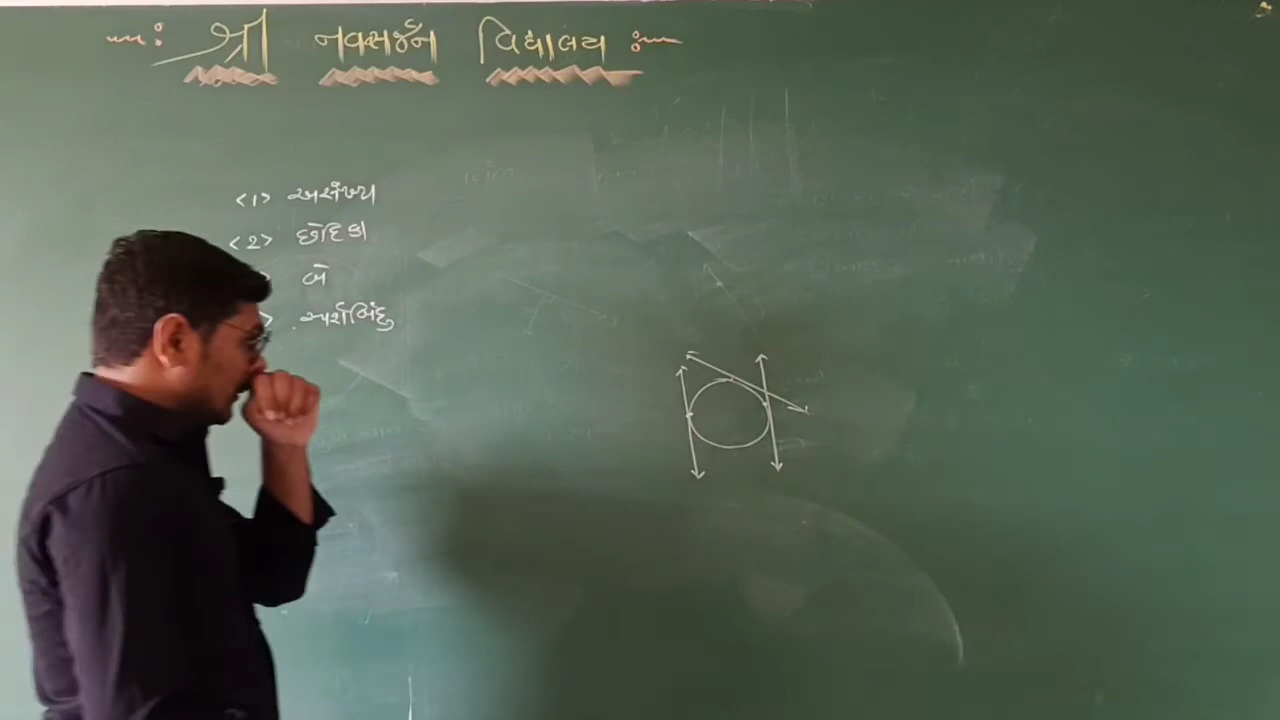 શ્રી નવસર્જન વિદ્યાલય
<1> અસંખ્ય
<2> છેદિકા
> બે
> સ્પર્શબિંદુ